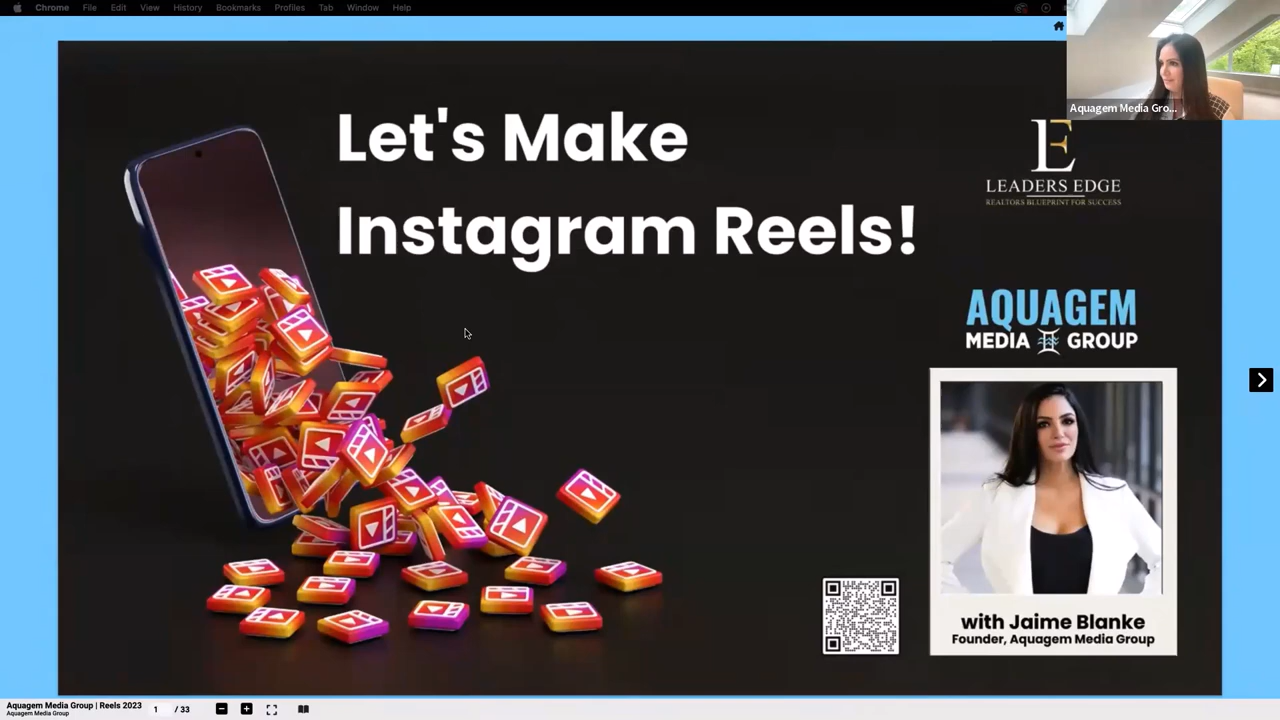 Chrome File Edit View History Bookmarks Profiles Tab Window Help
Aquagem Media Gro...
Let's Make
Instagram Reels!
LE
LEADERS EDGE
REALTORS BLUEPRINT FOR SUCCESS
AQUAGEM
MEDIA GROUP
with Jaime Blanke
Founder, Aquagem Media Group
Aquagem Media Group | Reels 2023
Aquagem Media Group
1 / 33